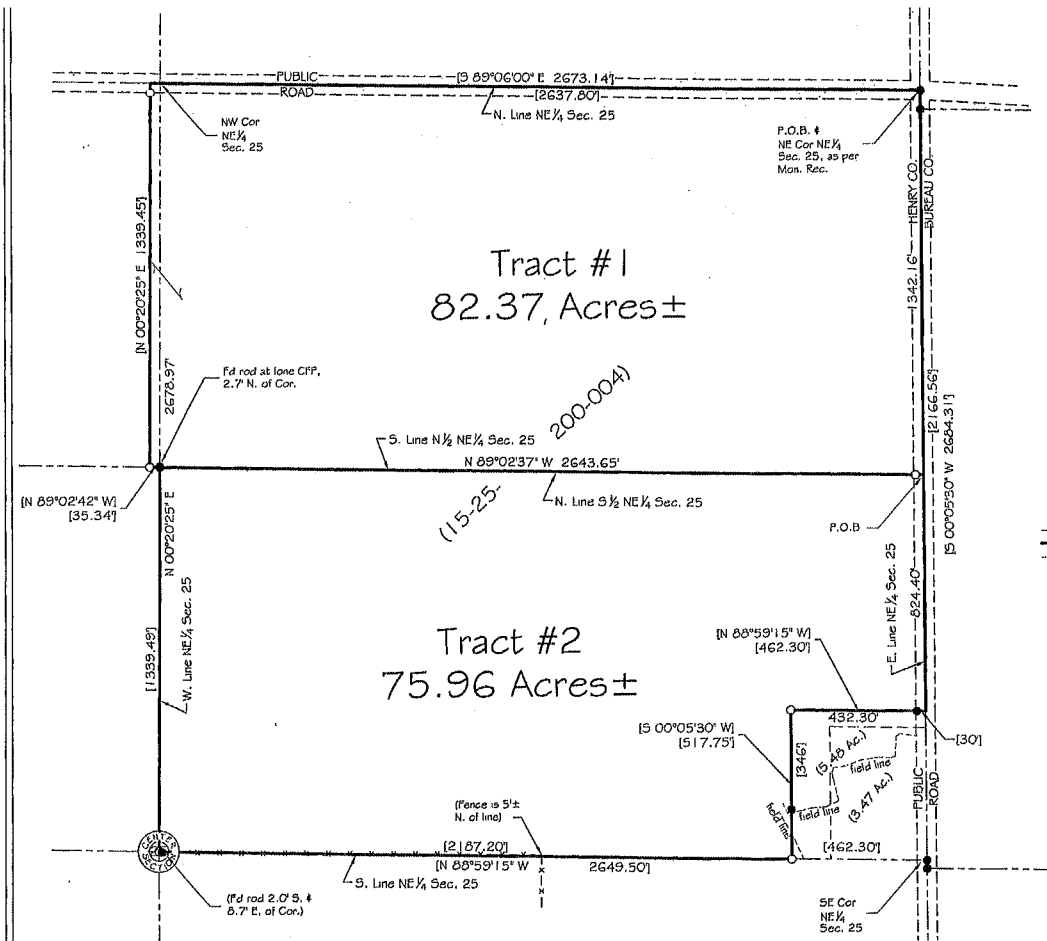 PUBLIC
ROAD
[S 89°06'00" E 2673.14']
[2637.80']
N. Line NE¼ Sec. 25
NW Cor
NE¼
Sec. 25
P.O.B. &
NE Cor NE¼
Sec. 25, as per
Mon. Rec.
HENRY CO.
BUREAU CO.
[N 00°20'25" E 1339.45']
1342.16'
Tract #1
82.37, Acres±
2678.97'
Fd rod at lone CFP,
2.7' N. of Cor.
[2166.56']
[S 00°05'30" W 2684.31']
S. Line N½ NE¼ Sec. 25
200-004)
N 89°02'37" W 2643.65'
[N 89°02'42" W]
[35.34']
N. Line S½ NE¼ Sec. 25
(15-25-
P.O.B
N 00°20'25" E
W. Line NE¼ Sec. 25
[1339.49']
E. Line NE¼ Sec. 25
824.40'
Tract #2
75.96 Acres±
[N 88°59'15" W]
[462.30']
432.30'
[30']
[S 00°05'30" W]
[517.75']
[346']
(5.48 Ac.)
field line
(3.47 Ac.)
field line
field line
PUBLIC
ROAD
(Fence is 5'±
N. of line)
CENTER
SECTION
[2187.20']
[N 88°59'15" W 2649.50']
[462.30']
S. Line NE¼ Sec. 25
(Fd rod 2.0' S. &
8.7' E. of Cor.)
SE Cor
NE¼
Sec. 25